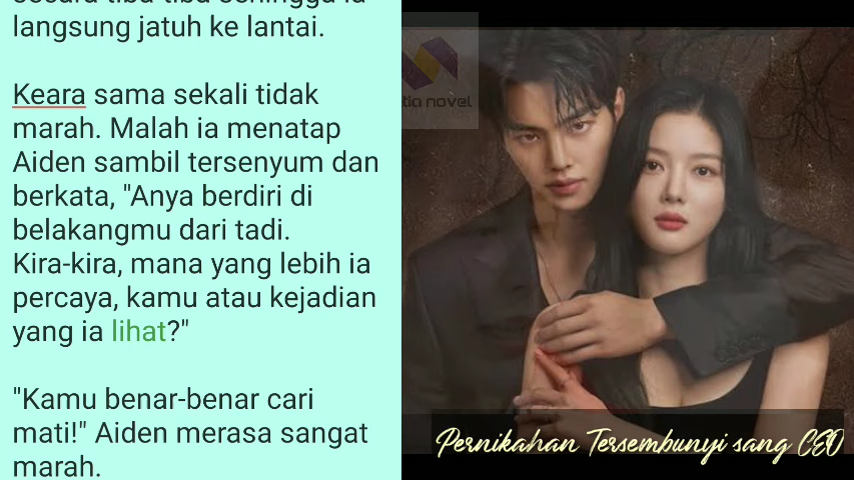 langsung jatuh ke lantai.
Keara sama sekali tidak
marah. Malah ia menatap
Aiden sambil tersenyum dan
berkata, "Anya berdiri di
belakangmu dari tadi.
Kira-kira, mana yang lebih ia
percaya, kamu atau kejadian
yang ia lihat?"
"Kamu benar-benar cari
mati!" Aiden merasa sangat
marah.
tia novel
Pernikahan Tersembunyi sang CEO